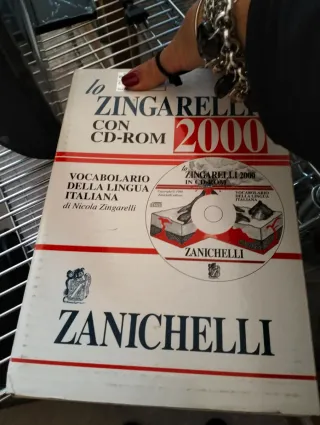 lo
ZINGARELLI
CON
CD-ROM
2000
VOCABOLARIO
DELLA LINGUA
ITALIANA
di Nicola Zingarelli
lo
ZINGARELLI 2000
IN CD-ROM
VOCABOLARIO
DELLA LINGUA
ITALIANA
ZANICHELLI
ZANICHELLI